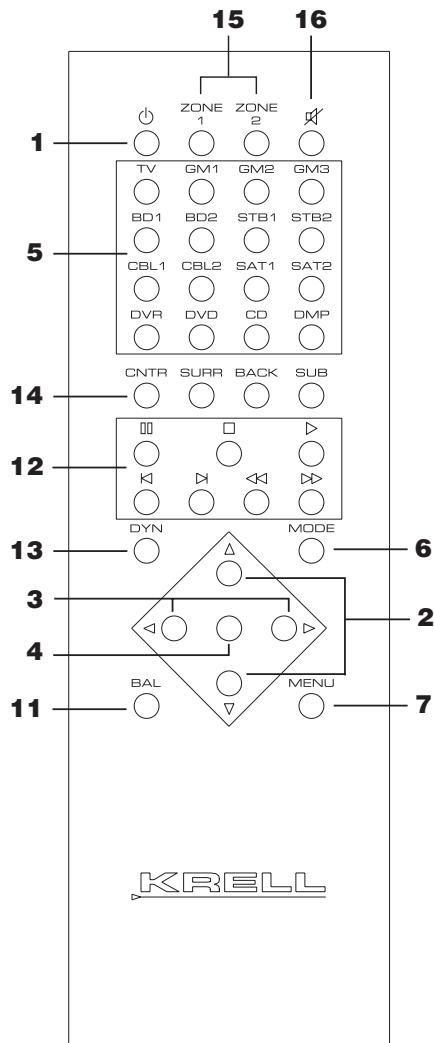 15 16
ZONE 1 ZONE 2
1
TV GM1 GM2 GM3
BD1 BD2 STB1 STB2
5
CBL1 CBL2 SAT1 SAT2
DVR DVD CD DMP
CNTR SURR BACK SUB
14
12
DYN MODE
13 6
3
2
4
BAL MENU
11 7
KRELL